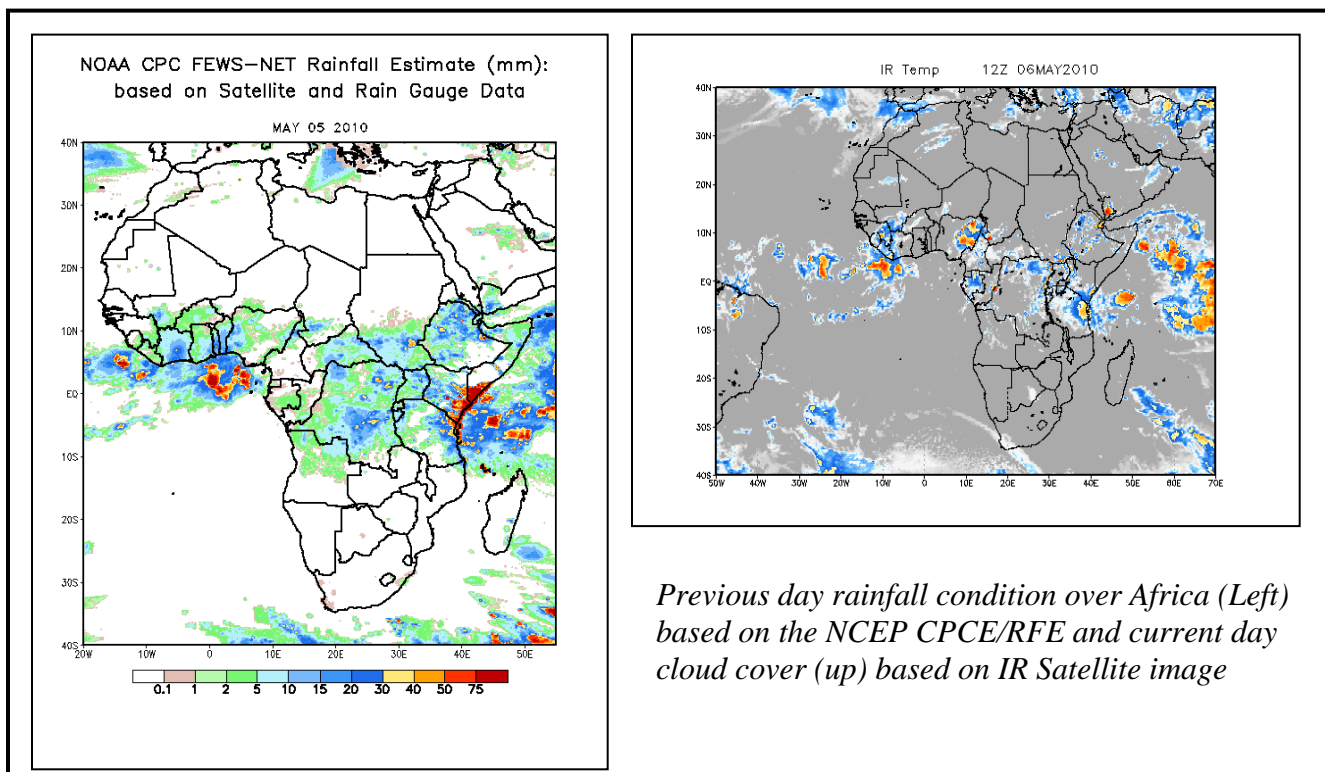 NOAA CPC FEWS-NET Rainfall Estimate (mm):
based on Satellite and Rain Gauge Data
MAY 05 2010
40N
30N
20N
10N
EQ
10S
20S
30S
40S
20W 10W 0 10E 20E 30E 40E 50E
0.1 1 2 5 10 15 20 30 40 50 75
IR Temp 12Z 06MAY2010
40N
30N
20N
10N
EQ
10S
20S
30S
40S
50W 40W 30W 20W 10W 0 10E 20E 30E 40E 50E 60E 70E
Previous day rainfall condition over Africa (Left)
based on the NCEP CPCE/RFE and current day
cloud cover (up) based on IR Satellite image